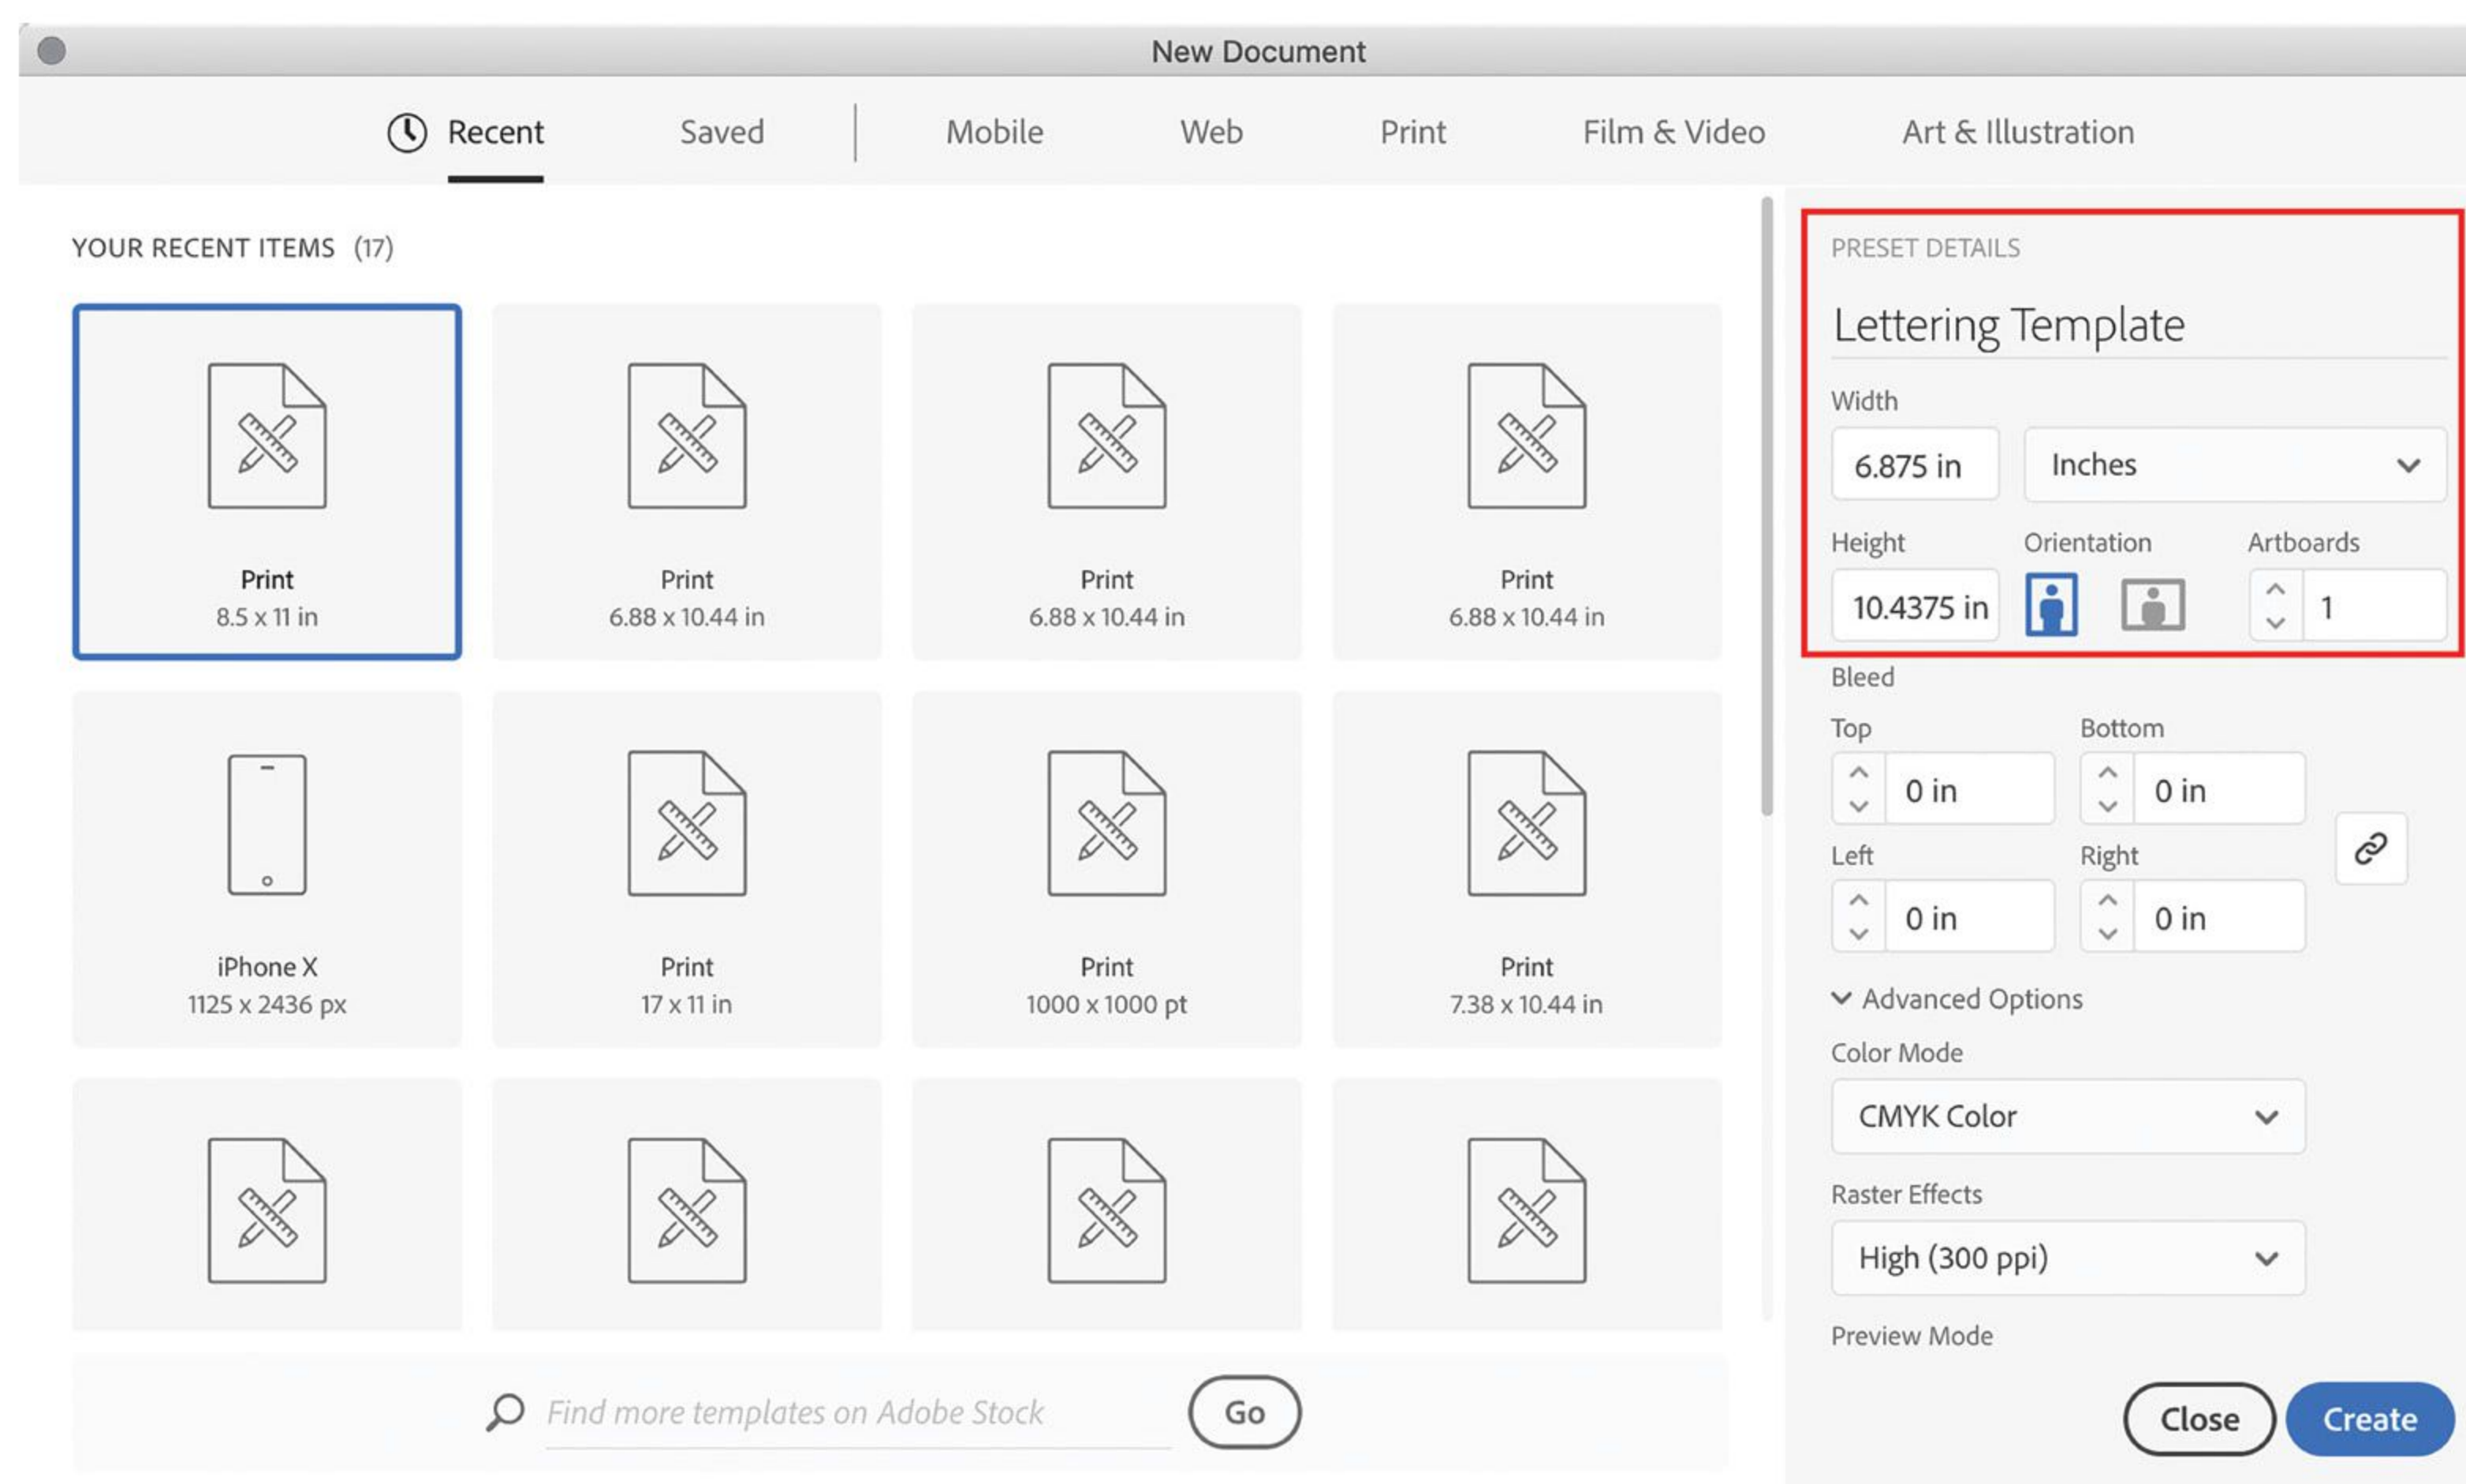 New Document
Recent Saved Mobile Web Print Film & Video Art & Illustration
YOUR RECENT ITEMS (17)
Print Print Print Print
8.5 x 11 in 6.88 x 10.44 in 6.88 x 10.44 in 6.88 x 10.44 in
iPhone X Print Print Print
1125 x 2436 px 17 x 11 in 1000 x 1000 pt 7.38 x 10.44 in
Find more templates on Adobe Stock Go
PRESET DETAILS
Lettering Template
Width
6.875 in Inches
Height Orientation Artboards
10.4375 in 1
Bleed
Top Bottom
0 in 0 in
Left Right
0 in 0 in
Advanced Options
Color Mode
CMYK Color
Raster Effects
High (300 ppi)
Preview Mode
Close Create